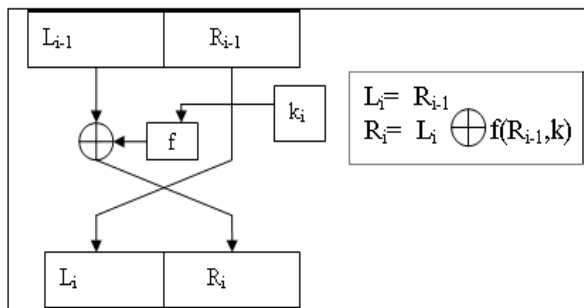 Lᵢ₋₁ Rᵢ₋₁
kᵢ
f
Lᵢ= Rᵢ₋₁
Rᵢ= Lᵢ ⊕ f(Rᵢ₋₁,k)
Lᵢ Rᵢ